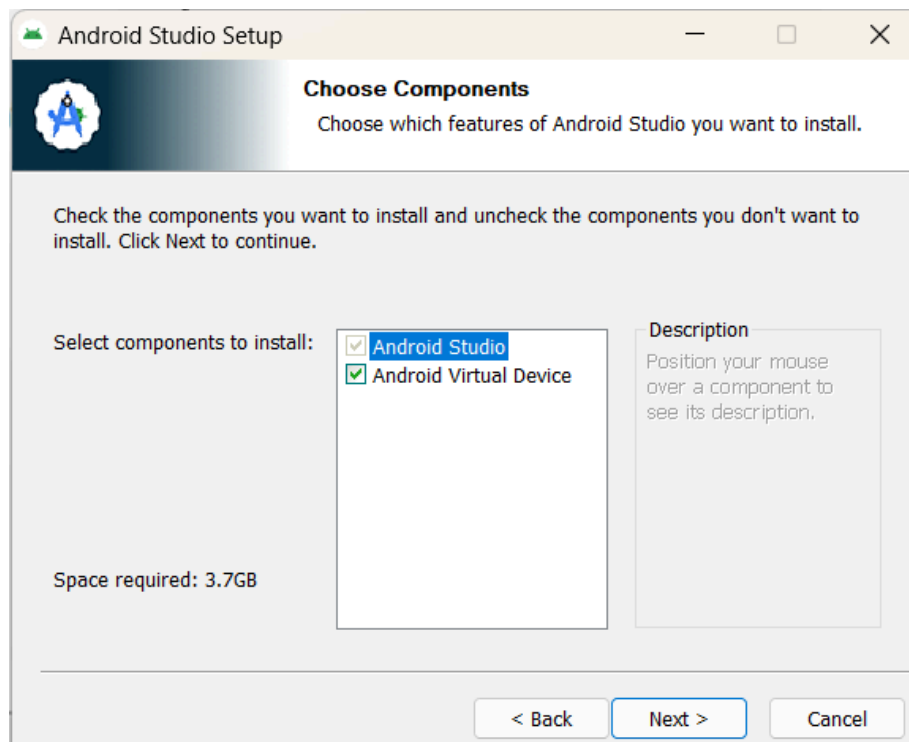 Android Studio Setup
Choose Components
Choose which features of Android Studio you want to install.
Check the components you want to install and uncheck the components you don't want to
install. Click Next to continue.
Select components to install:
Android Studio
Android Virtual Device
Description
Position your mouse
over a component to
see its description.
Space required: 3.7GB
< Back
Next >
Cancel